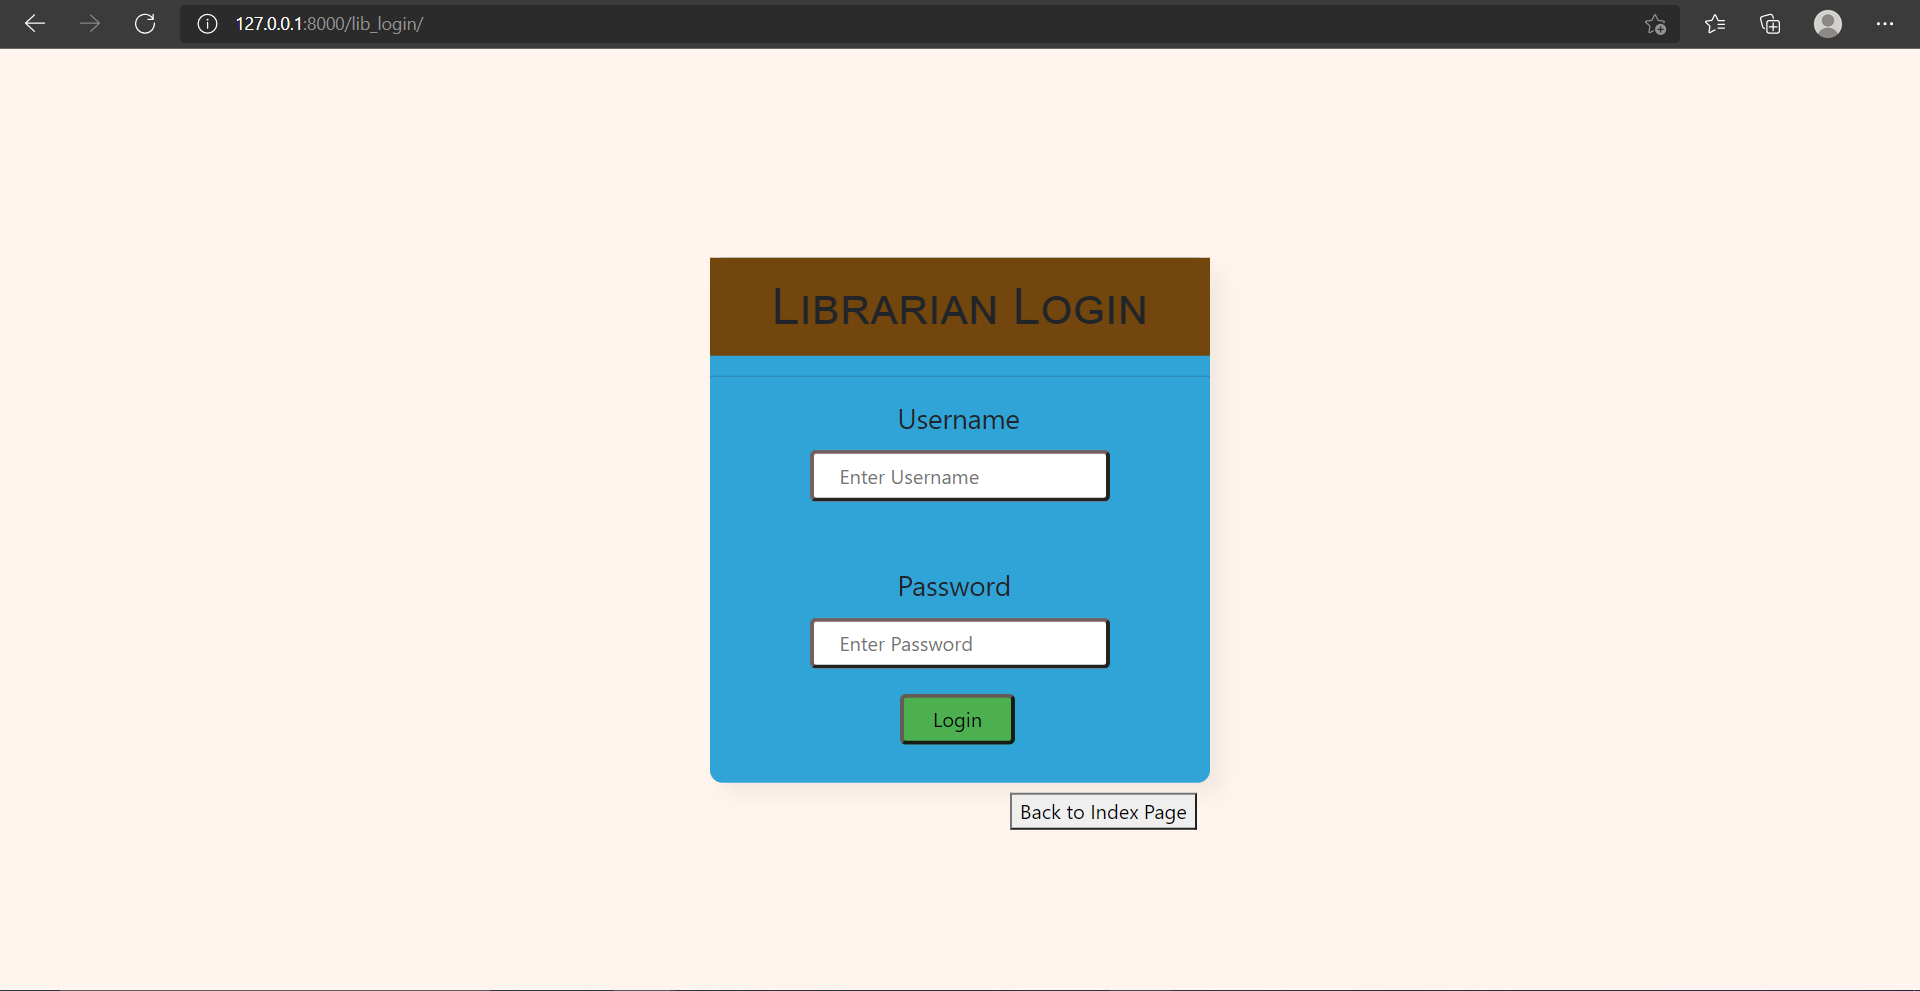 127.0.0.1:8000/lib_login/
Librarian Login
Username
Enter Username
Password
Enter Password
Login
Back to Index Page